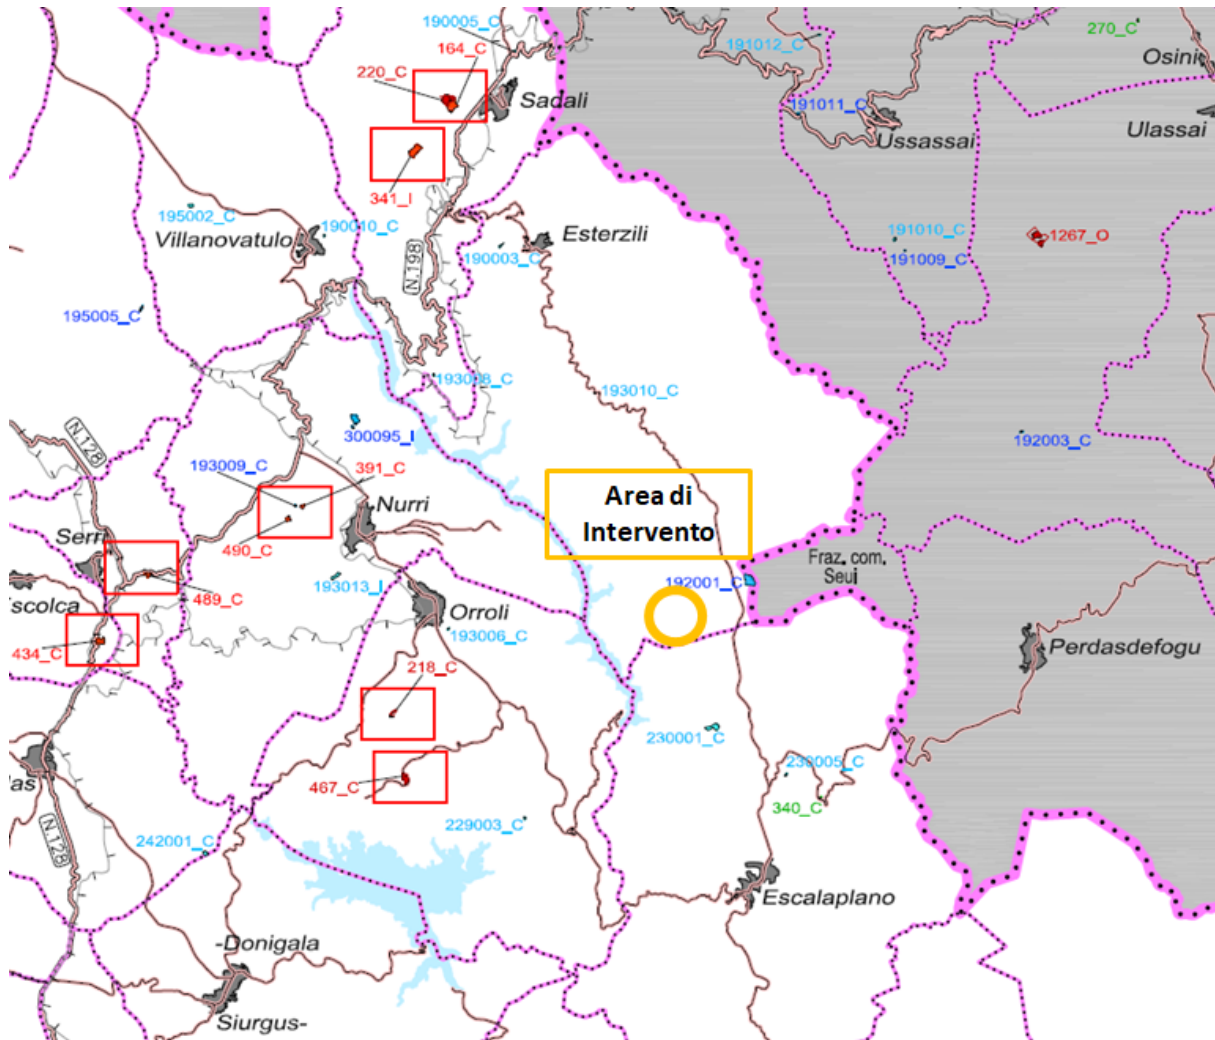 190005_C
270_C
191012_C
164_C
Osini
220_C
Sadali
191011_C
Ulassai
Ussassai
341_I
195002_C
190010_C
Villanovatulo
Esterzili
191010_C
1267_O
190003_C
191009_C
N.198
195005_C
193008_C
193010_C
300095_I
192003_C
N.128
193009_C
391_C
Area di
Intervento
Nurri
Serri
490_C
Fraz. com.
Seui
193013_I
192001_C
489_C
Escolca
Orroli
193006_C
434_C
Perdasdefogu
218_C
230001_C
230005_C
467_C
340_C
as
229003_C
N.128
242001_C
Escalaplano
-Donigala
Siurgus-